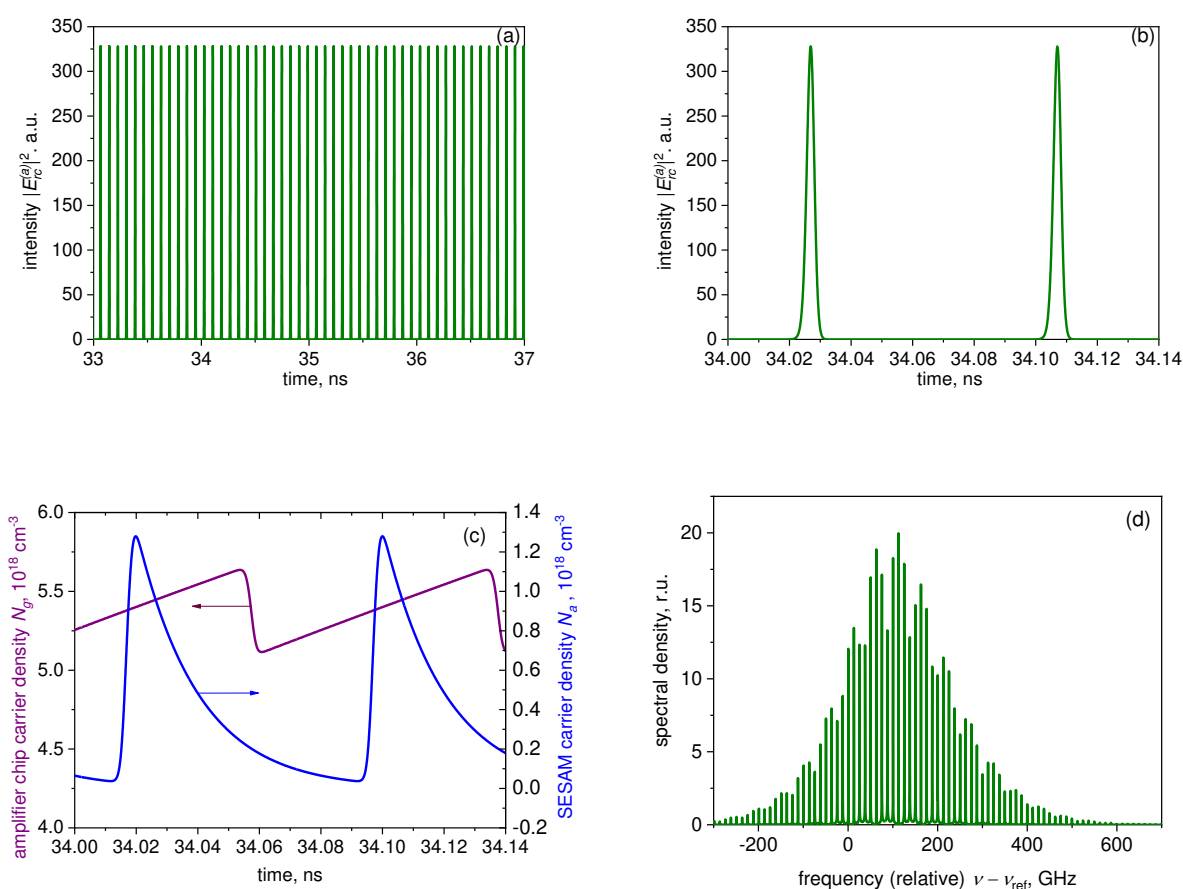 (a)
350
300
250
200
150
100
50
0
33 34 35 36 37
time, ns
intensity |E_rc^(a)|^2. a.u.
(b)
350
300
250
200
150
100
50
0
34.00 34.02 34.04 34.06 34.08 34.10 34.12 34.14
time, ns
intensity |E_rc^(a)|^2. a.u.
(c)
6.0
5.5
5.0
4.5
4.0
1.4
1.2
1.0
0.8
0.6
0.4
0.2
0.0
-0.2
34.00 34.02 34.04 34.06 34.08 34.10 34.12 34.14
time, ns
amplifier chip carrier density N_g, 10^18 cm^-3
SESAM carrier density N_a , 10^18 cm^-3
(d)
20
15
10
5
0
-200 0 200 400 600
frequency (relative) ν – ν_ref, GHz
spectral density, r.u.